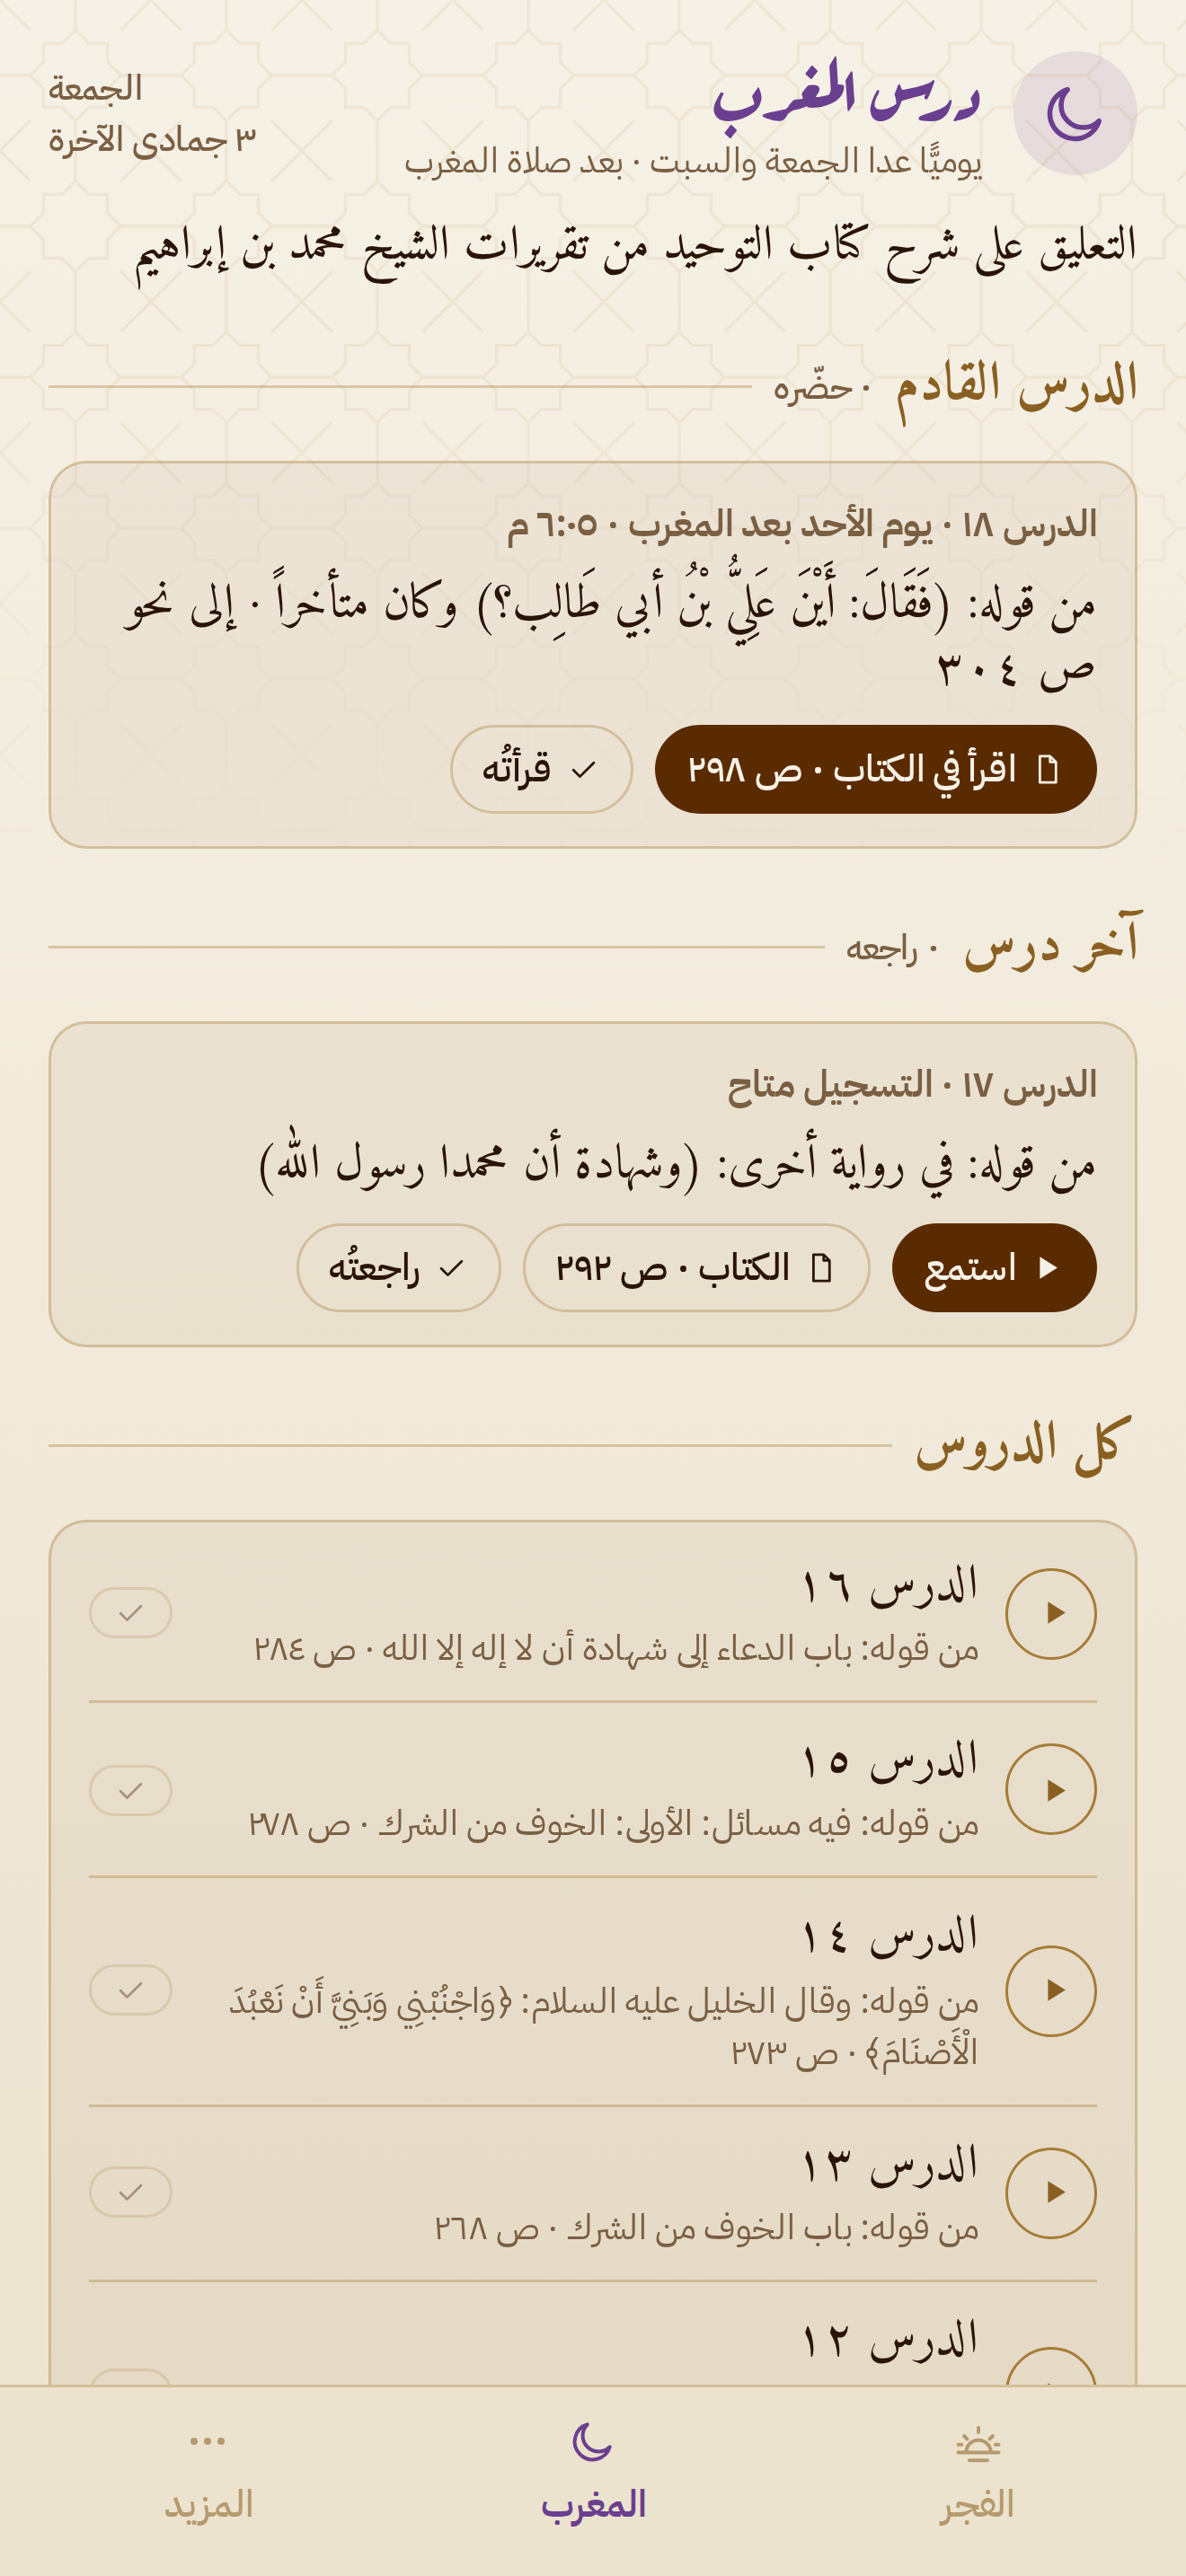 درس المغرب
يوميًّا عدا الجمعة والسبت · بعد صلاة المغرب
الجمعة
٣ جمادى الآخرة
التعليق على شرح كتاب التوحيد من تقريرات الشيخ محمد بن إبراهيم
الدرس القادم · حضّره
الدرس ١٨ · يوم الأحد بعد المغرب · ٦:٠٥ م
من قوله: (فَقَالَ: أَيْنَ عَلِيُّ بْنُ أبي طَالِب؟) وكان متأخراً · إلى نحو
ص ٣٠٤
اقرأ في الكتاب · ص ٢٩٨
قرأتُه
آخر درس · راجعه
الدرس ١٧ · التسجيل متاح
من قوله: في رواية أخرى: (وشهادة أن محمدا رسول الله)
استمع
الكتاب · ص ٢٩٢
راجعتُه
كل الدروس
الدرس ١٦
من قوله: باب الدعاء إلى شهادة أن لا إله إلا الله · ص ٢٨٤
الدرس ١٥
من قوله: فيه مسائل: الأولى: الخوف من الشرك · ص ٢٧٨
الدرس ١٤
من قوله: وقال الخليل عليه السلام: ﴿وَاجْنُبْنِي وَبَنِيَّ أَنْ نَعْبُدَ
الْأَصْنَامَ﴾ · ص ٢٧٣
الدرس ١٣
من قوله: باب الخوف من الشرك · ص ٢٦٨
الدرس ١٢
الفجر
المغرب
المزيد